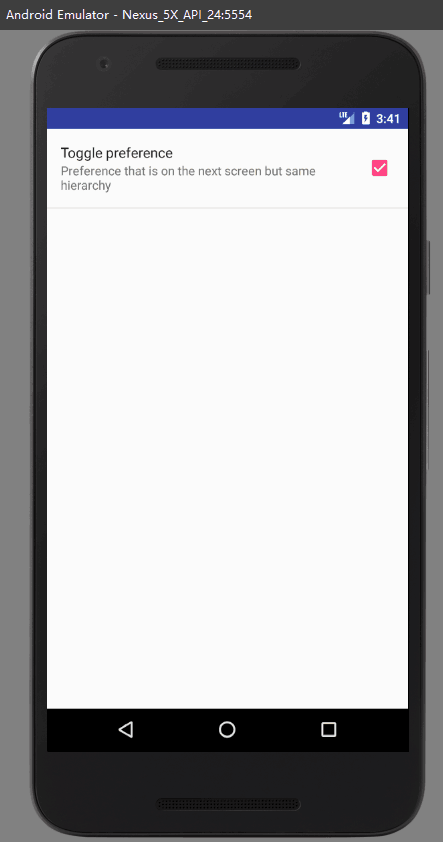 Android Emulator - Nexus_5X_API_24:5554
LTE 3:41
Toggle preference
Preference that is on the next screen but same
hierarchy